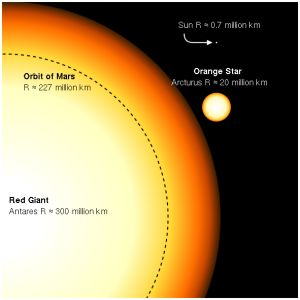 Sun R ≈ 0.7 million km
Orange Star
Arcturus R ≈ 20 million km
Orbit of Mars
R ≈ 227 million km
Red Giant
Antares R ≈ 300 million km